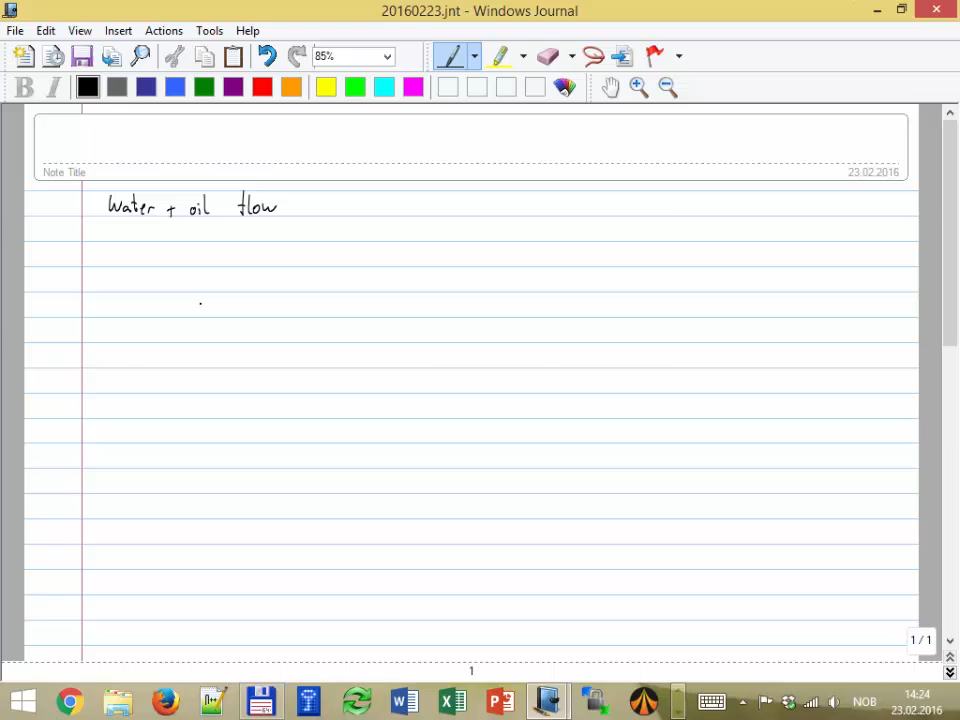 20160223.jnt - Windows Journal
File Edit View Insert Actions Tools Help
85%
B I
Note Title
23.02.2016
Water + oil flow
1 / 1
1
NOB
14:24
23.02.2016